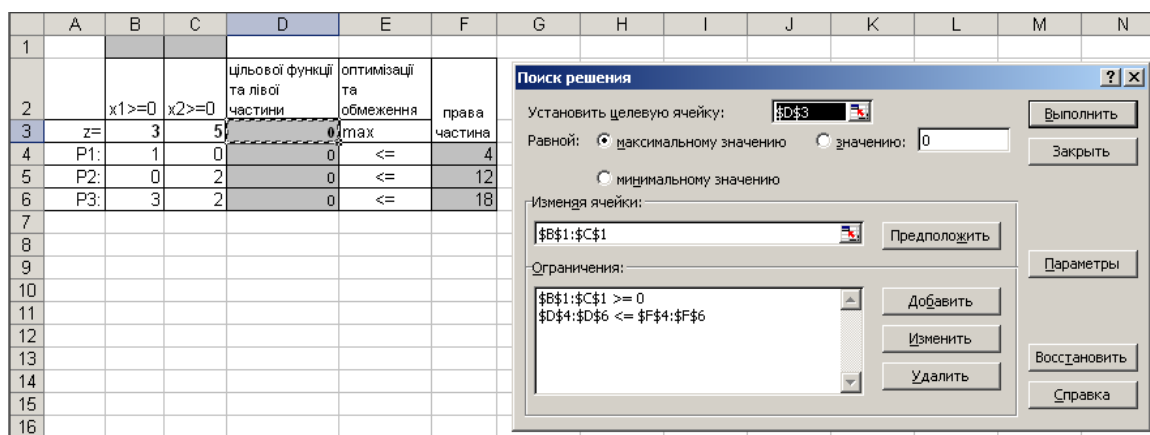 A B C D E F G H I J K L M N
1
2 x1>=0 x2>=0 цільової функції та лівої частини оптимізації та обмеження права частина
3 z= 3 5 0 max
4 P1: 1 0 0 <= 4
5 P2: 0 2 0 <= 12
6 P3: 3 2 0 <= 18
7
8
9
10
11
12
13
14
15
16
Поиск решения
Установить целевую ячейку: $D$3
Выполнить
Равной: максимальному значению значению: 0
Закрыть
минимальному значению
Изменяя ячейки:
$B$1:$C$1
Предположить
Ограничения:
Параметры
$B$1:$C$1 >= 0
$D$4:$D$6 <= $F$4:$F$6
Добавить
Изменить
Восстановить
Удалить
Справка